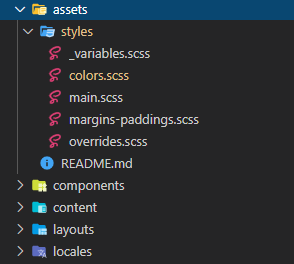 assets
styles
_variables.scss
colors.scss
main.scss
margins-paddings.scss
overrides.scss
README.md
components
content
layouts
locales